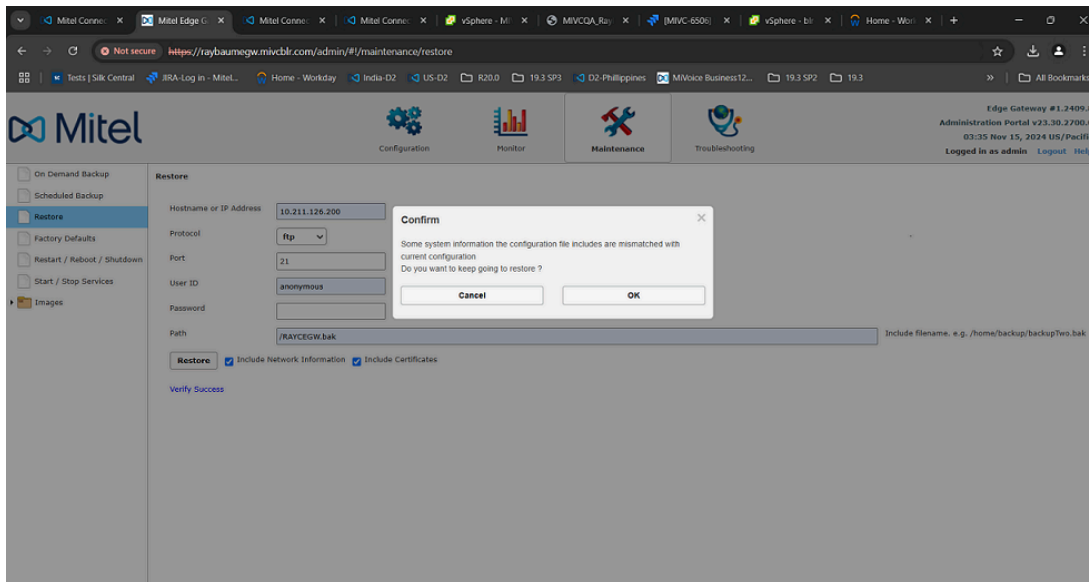 Mitel Connec
Mitel Edge G
Mitel Connec
Mitel Connec
vSphere - MI
MIVCQA_Ray
[MIVC-6506]
vSphere - blr
Home - Wor
Not secure https://raybaumegw.mivcblr.com/admin/#!/maintenance/restore
Tests | Silk Central
JIRA-Log in - Mitel...
Home - Workday
India-D2
US-D2
R20.0
19.3 SP3
D2-Phillippines
MiVoice Business12...
19.3 SP2
19.3
»
All Bookmarks
Mitel
Configuration
Monitor
Maintenance
Troubleshooting
Edge Gateway #1.2409.
Administration Portal v23.30.2700.
03:35 Nov 15, 2024 US/Pacifi
Logged in as admin Logout Hel
On Demand Backup
Scheduled Backup
Restore
Factory Defaults
Restart / Reboot / Shutdown
Start / Stop Services
Images
Restore
Hostname or IP Address 10.211.126.200
Protocol ftp
Port 21
User ID anonymous
Password
Path /RAYCEGW.bak Include filename. e.g. /home/backup/backupTwo.bak
Restore Include Network Information Include Certificates
Verify Success
Confirm
Some system information the configuration file includes are mismatched with
current configuration
Do you want to keep going to restore ?
Cancel OK